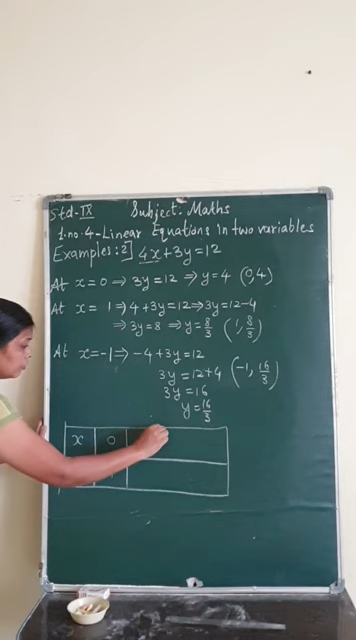 Std-IX Subject. Maths
L.no:4-Linear Equations in two variables
Examples:2] 4x+3y=12
At x=0 ⇒ 3y=12 ⇒ y=4 (0,4)
At x= 1⇒ 4+3y=12 ⇒ 3y=12-4
⇒ 3y=8 ⇒ y=8/3 (1, 8/3)
At x=-1 ⇒ -4+3y=12
3y=12+4 (-1, 16/3)
3y=16
y=16/3
x 0